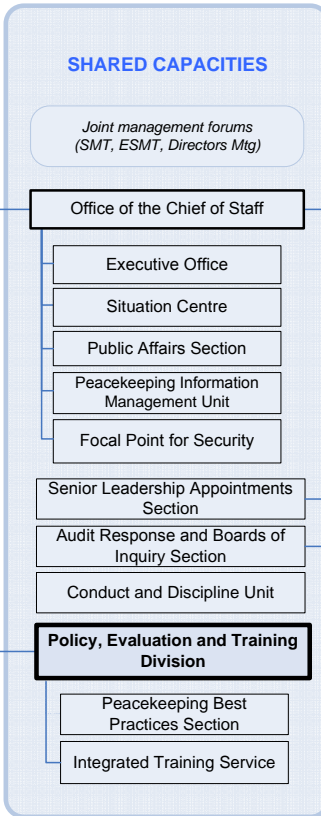 SHARED CAPACITIES
Joint management forums
(SMT, ESMT, Directors Mtg)
Office of the Chief of Staff
Executive Office
Situation Centre
Public Affairs Section
Peacekeeping Information
Management Unit
Focal Point for Security
Senior Leadership Appointments
Section
Audit Response and Boards of
Inquiry Section
Conduct and Discipline Unit
Policy, Evaluation and Training
Division
Peacekeeping Best
Practices Section
Integrated Training Service